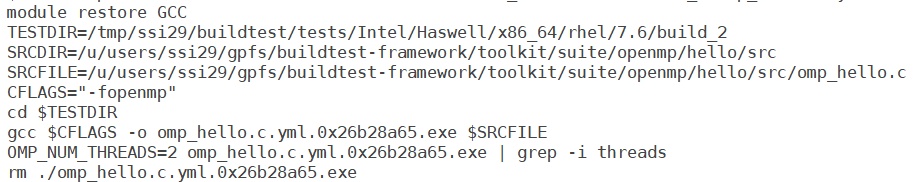 module restore GCC
TESTDIR=/tmp/ssi29/buildtest/tests/Intel/Haswell/x86_64/rhel/7.6/build_2
SRCDIR=/u/users/ssi29/gpfs/buildtest-framework/toolkit/suite/openmp/hello/src
SRCFILE=/u/users/ssi29/gpfs/buildtest-framework/toolkit/suite/openmp/hello/src/omp_hello.c
CFLAGS="-fopenmp"
cd $TESTDIR
gcc $CFLAGS -o omp_hello.c.yml.0x26b28a65.exe $SRCFILE
OMP_NUM_THREADS=2 omp_hello.c.yml.0x26b28a65.exe | grep -i threads
rm ./omp_hello.c.yml.0x26b28a65.exe